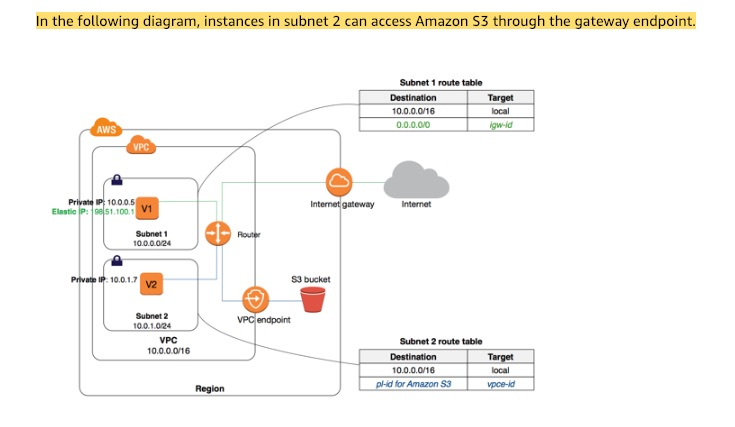 In the following diagram, instances in subnet 2 can access Amazon S3 through the gateway endpoint.
Subnet 1 route table
Destination Target
10.0.0.0/16 local
0.0.0.0/0 igw-id
AWS
VPC
Private IP: 10.0.0.5
Elastic IP: 198.51.100.1
V1
Subnet 1
10.0.0.0/24
Router
Internet gateway
Internet
Private IP: 10.0.1.7
V2
Subnet 2
10.0.1.0/24
S3 bucket
VPC endpoint
VPC
10.0.0.0/16
Region
Subnet 2 route table
Destination Target
10.0.0.0/16 local
pl-id for Amazon S3 vpce-id